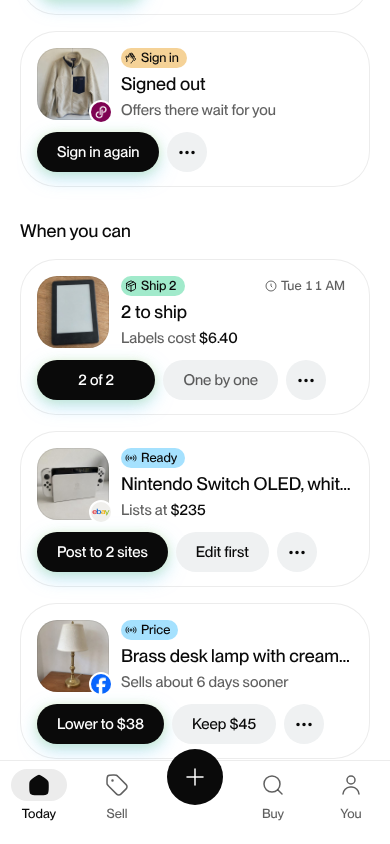 Sign in
Signed out
Offers there wait for you
Sign in again
When you can
Ship 2
Tue 11 AM
2 to ship
Labels cost $6.40
2 of 2
One by one
Ready
Nintendo Switch OLED, whit...
ebay
Lists at $235
Post to 2 sites
Edit first
Price
Brass desk lamp with cream...
Sells about 6 days sooner
Lower to $38
Keep $45
Today
Sell
Buy
You